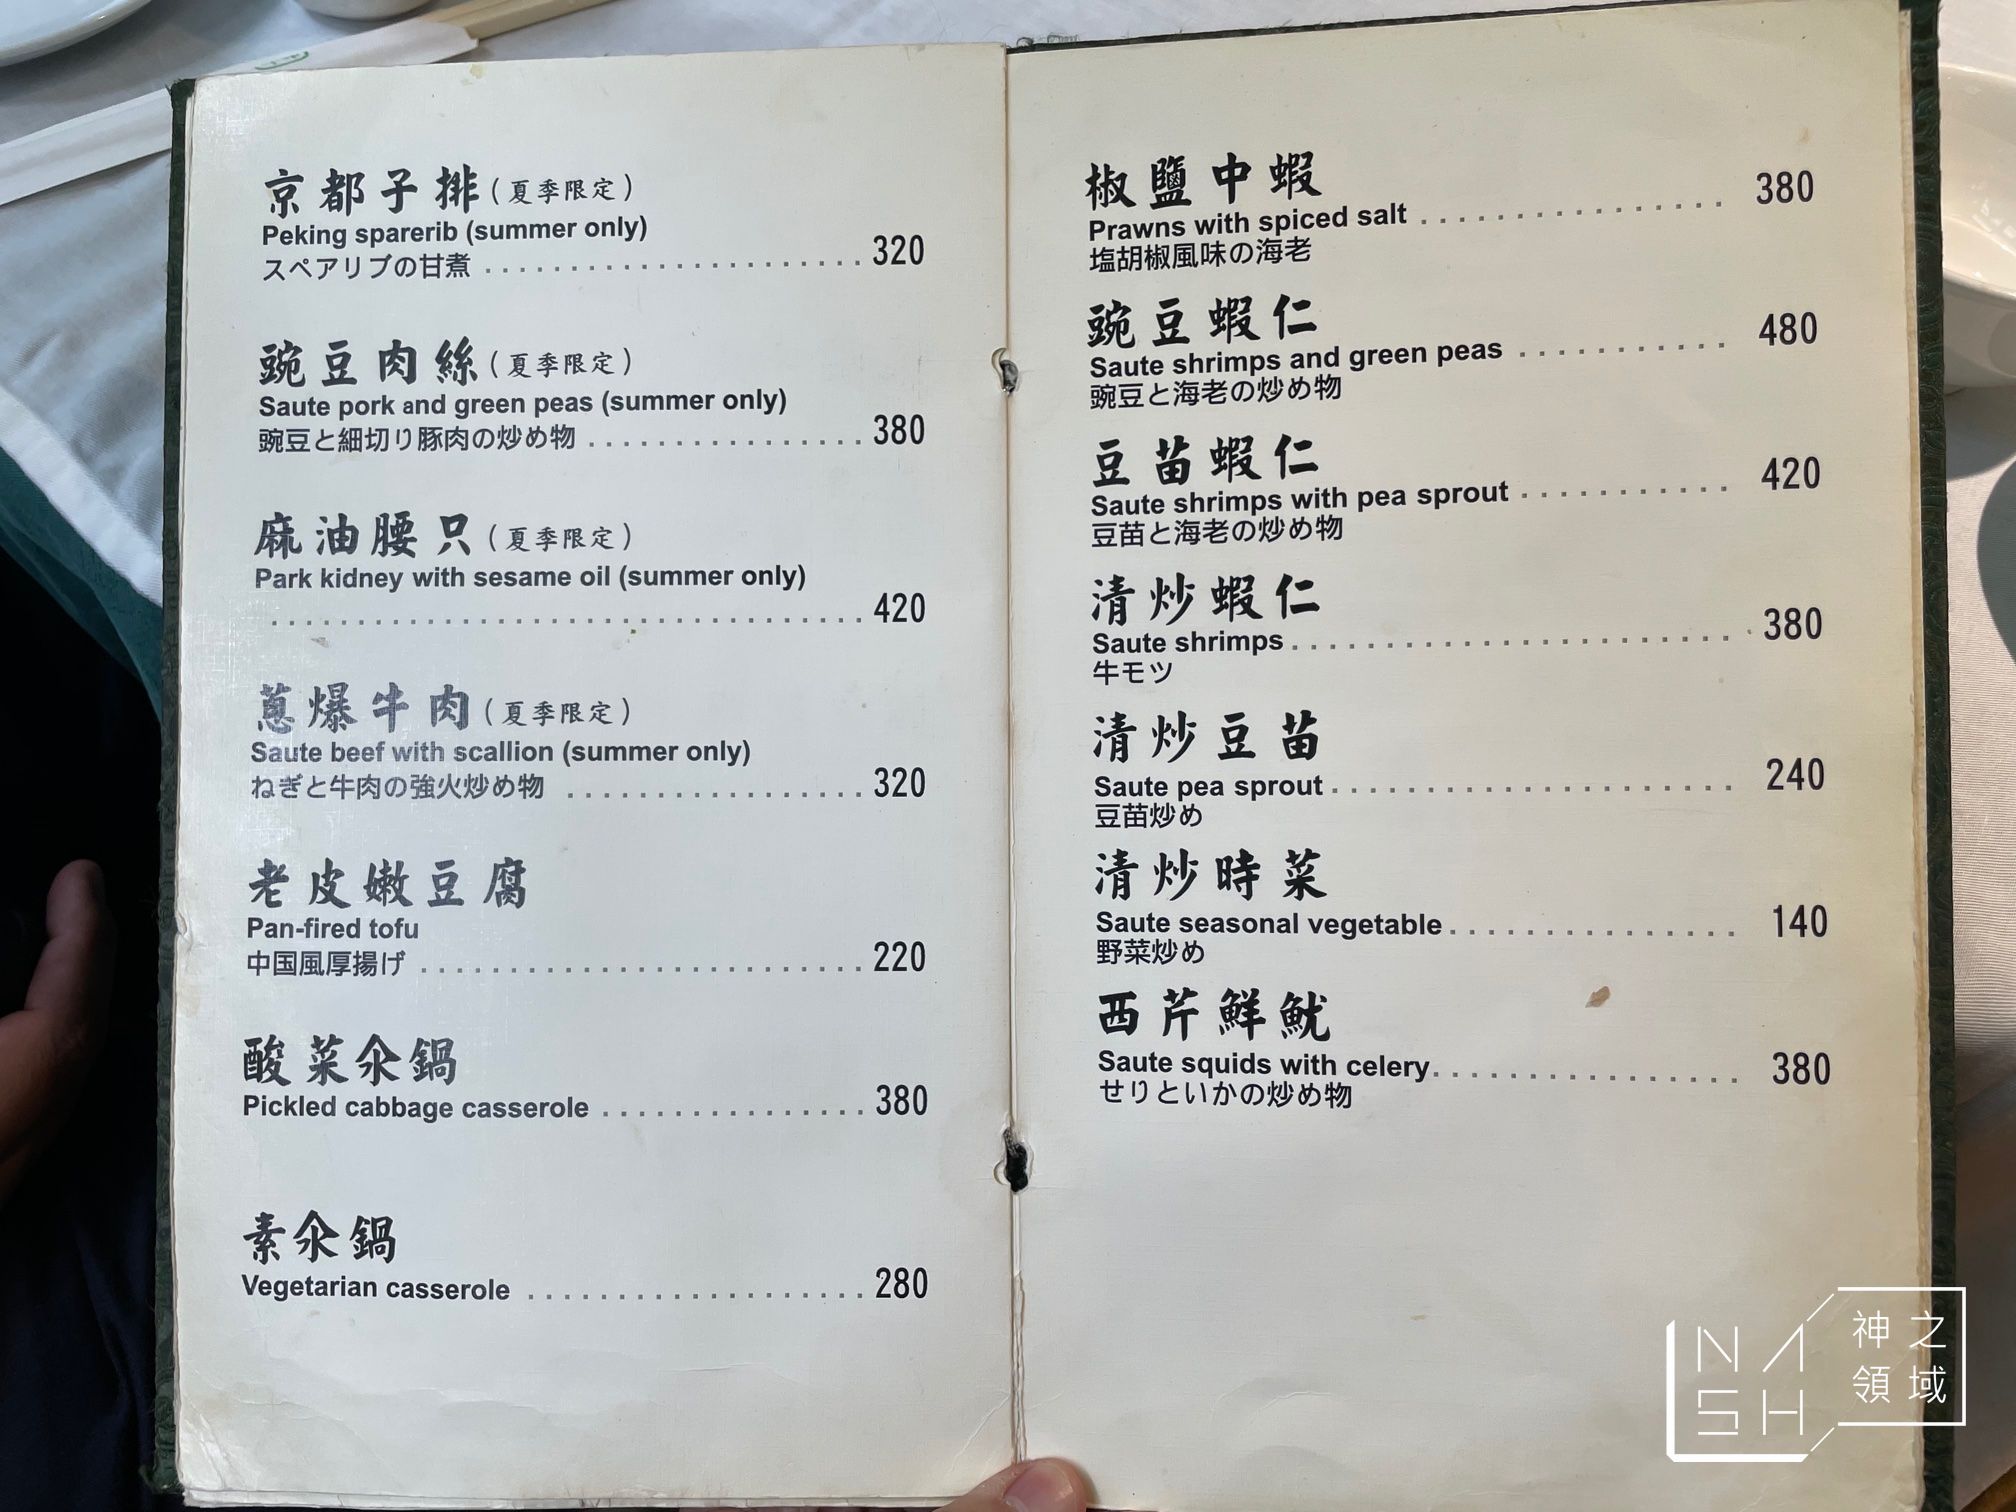 京都子排(夏季限定)
Peking sparerib (summer only)
スペアリブの甘煮 ........................ 320
豌豆肉絲(夏季限定)
Saute pork and green peas (summer only)
豌豆と細切り豚肉の炒め物 ................ 380
麻油腰只(夏季限定)
Park kidney with sesame oil (summer only)
........................ 420
蔥爆牛肉(夏季限定)
Saute beef with scallion (summer only)
ねぎと牛肉の強火炒め物 ................ 320
老皮嫩豆腐
Pan-fired tofu
中国風厚揚げ ........................ 220
酸菜氽鍋
Pickled cabbage casserole ............... 380
素氽鍋
Vegetarian casserole ................... 280
椒鹽中蝦
Prawns with spiced salt ................. 380
塩胡椒風味の海老
豌豆蝦仁
Saute shrimps and green peas ............ 480
豌豆と海老の炒め物
豆苗蝦仁
Saute shrimps with pea sprout ............ 420
豆苗と海老の炒め物
清炒蝦仁
Saute shrimps ........................ 380
牛モツ
清炒豆苗
Saute pea sprout ...................... 240
豆苗炒め
清炒時菜
Saute seasonal vegetable ................ 140
野菜炒め
西芹鮮魷
Saute squids with celery ................. 380
せりといかの炒め物
NASH
神之領域